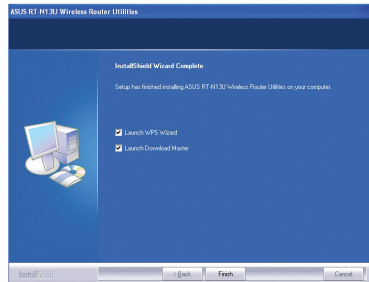 ASUS RT-N13U Wireless Router Utilities
InstallShield Wizard Complete
Setup has finished installing ASUS RT-N13U Wireless Router Utilities on your computer.
Launch WPS Wizard
Launch Download Master
InstallShield
< Back
Finish
Cancel